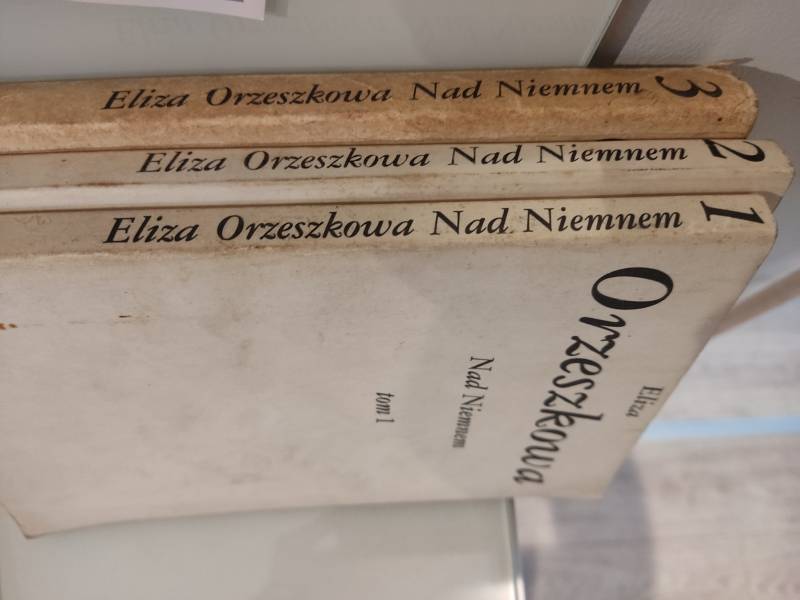 Eliza Orzeszkowa Nad Niemnem 3
Eliza Orzeszkowa Nad Niemnem 2
Eliza Orzeszkowa Nad Niemnem 1
Eliza
Orzeszkowa
Nad Niemnem
tom 1